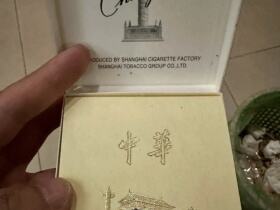 PRODUCED BY SHANGHAI CIGARETTE FACTORY
SHANGHAI TOBACCO GROUP CO.,LTD.
中華